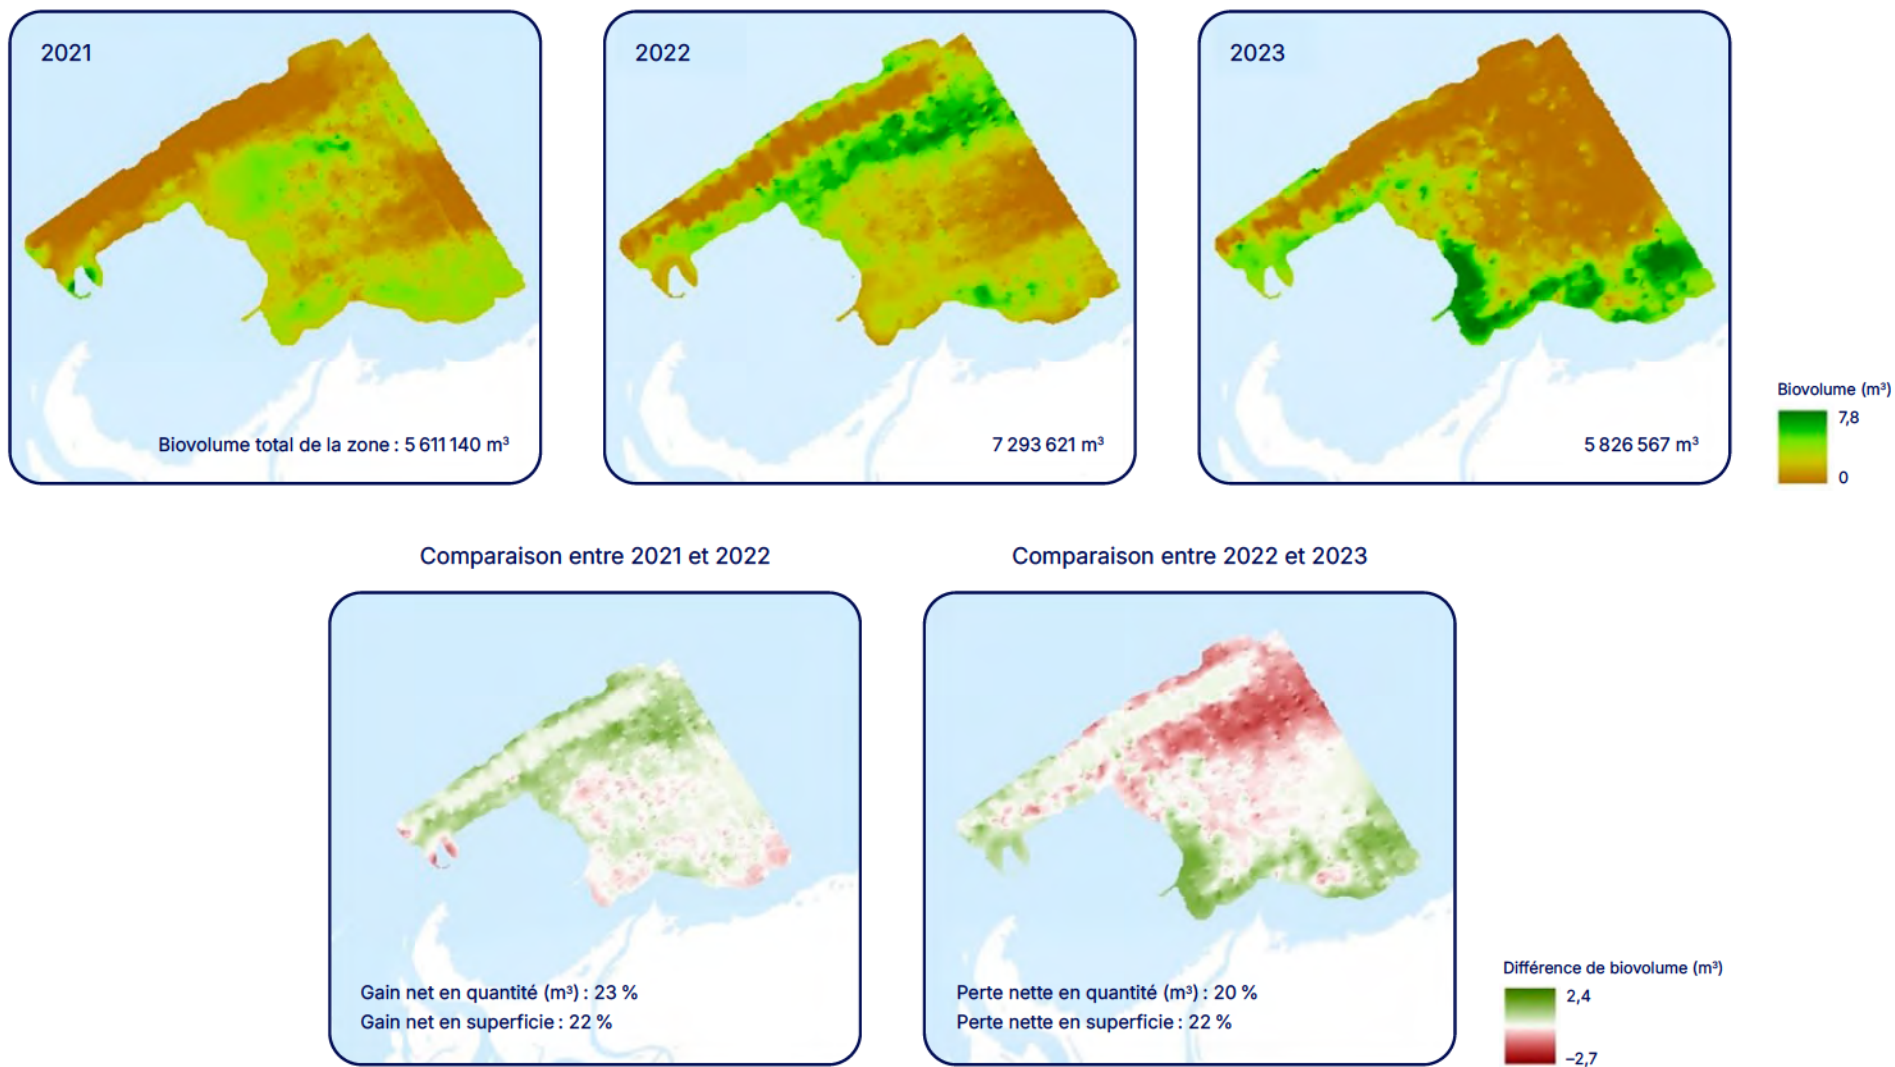 2021
2022
2023
Biovolume total de la zone : 5 611 140 m³
7 293 621 m³
5 826 567 m³
Biovolume (m³)
7,8
0
Comparaison entre 2021 et 2022
Comparaison entre 2022 et 2023
Gain net en quantité (m³) : 23 %
Gain net en superficie : 22 %
Perte nette en quantité (m³) : 20 %
Perte nette en superficie : 22 %
Différence de biovolume (m³)
2,4
–2,7